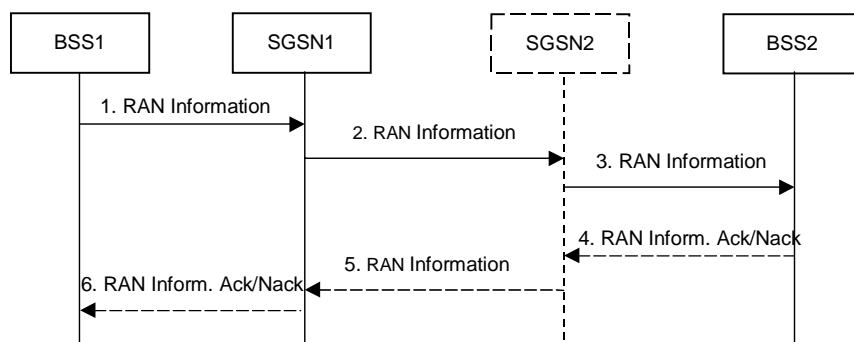 BSS1
SGSN1
SGSN2
BSS2
1. RAN Information
2. RAN Information
3. RAN Information
4. RAN Inform. Ack/Nack
5. RAN Information
6. RAN Inform. Ack/Nack